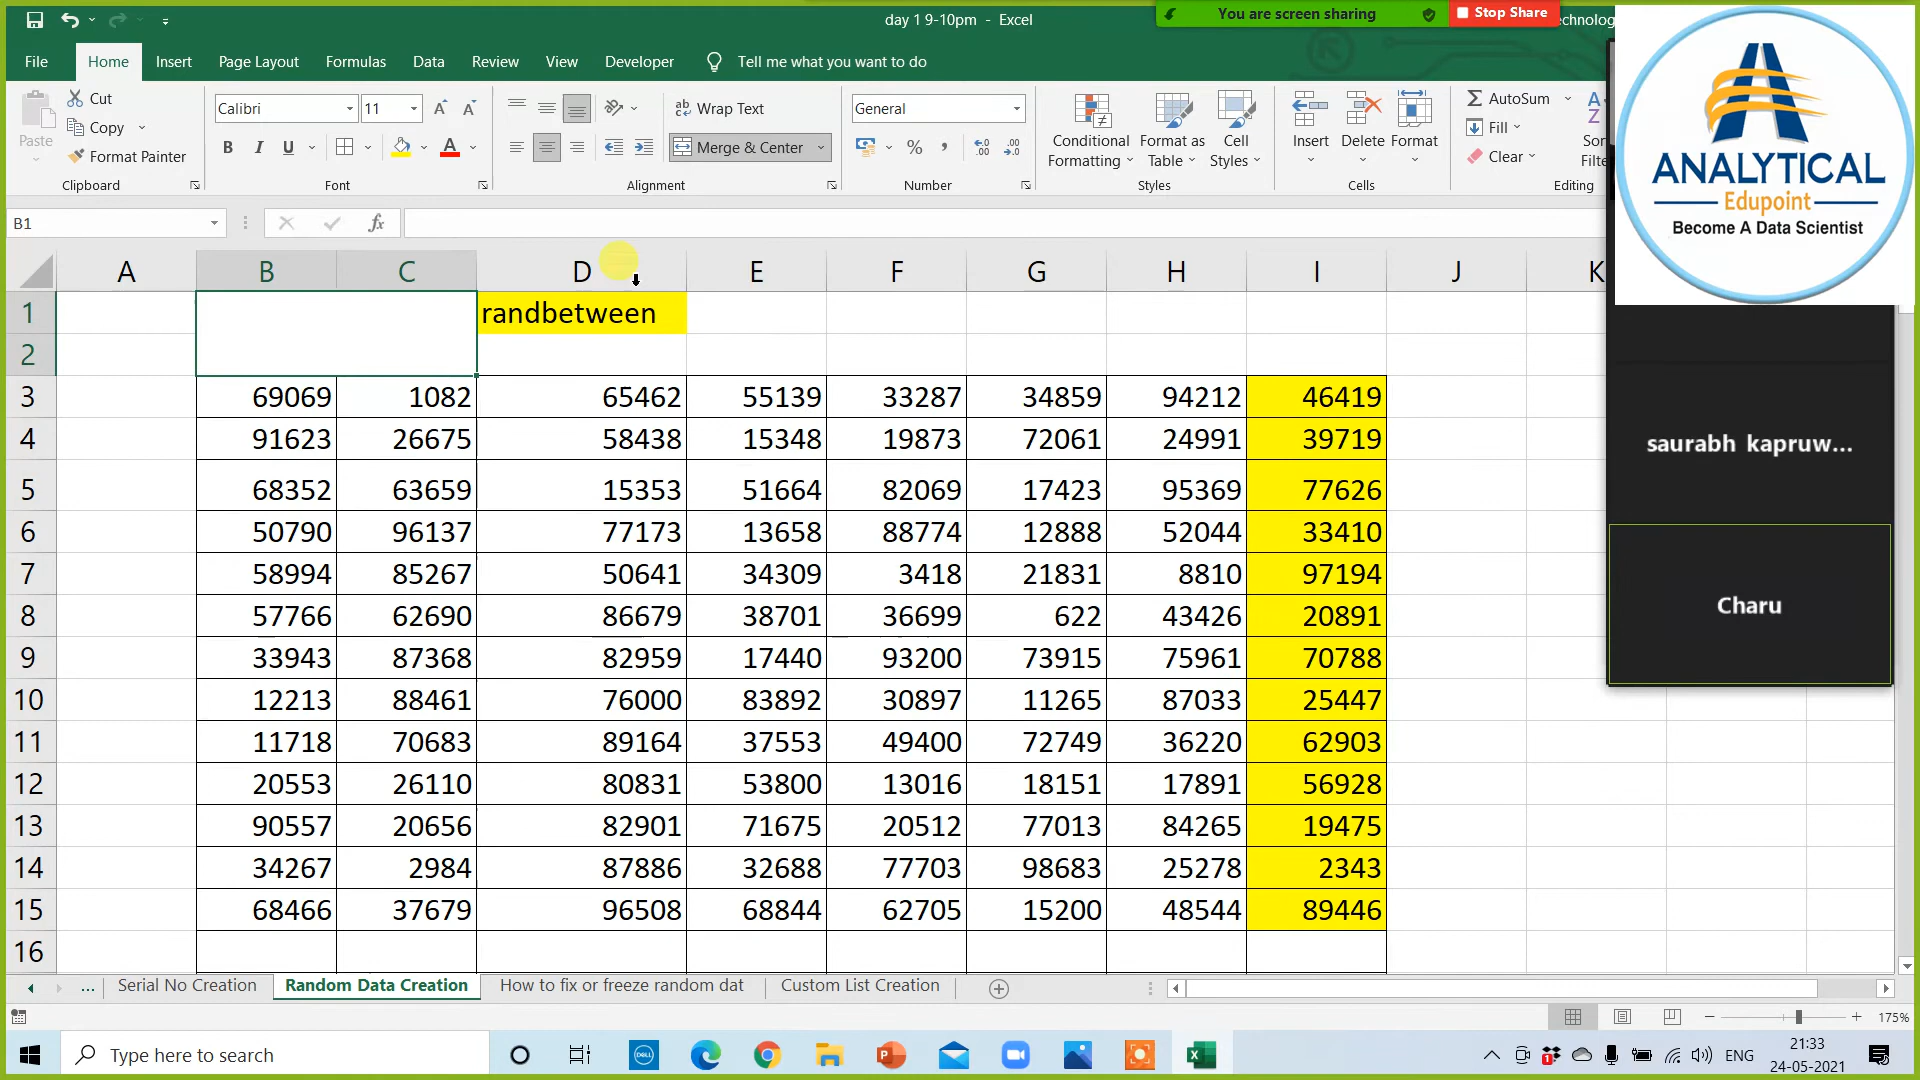 day 1 9-10pm - Excel
You are screen sharing
Stop Share
File Home Insert Page Layout Formulas Data Review View Developer Tell me what you want to do
Cut
Copy
Format Painter
Paste
Clipboard
Calibri 11
B I U A
Font
Wrap Text
Merge & Center
Alignment
General
% ,
Number
Conditional Formatting
Format as Table
Cell Styles
Styles
Insert Delete Format
Cells
AutoSum
Fill
Clear
Editing
ANALYTICAL
Edupoint
Become A Data Scientist
B1 fx
A B C D E F G H I J K
1 randbetween
2
3 69069 1082 65462 55139 33287 34859 94212 46419
4 91623 26675 58438 15348 19873 72061 24991 39719
5 68352 63659 15353 51664 82069 17423 95369 77626
6 50790 96137 77173 13658 88774 12888 52044 33410
7 58994 85267 50641 34309 3418 21831 8810 97194
8 57766 62690 86679 38701 36699 622 43426 20891
9 33943 87368 82959 17440 93200 73915 75961 70788
10 12213 88461 76000 83892 30897 11265 87033 25447
11 11718 70683 89164 37553 49400 72749 36220 62903
12 20553 26110 80831 53800 13016 18151 17891 56928
13 90557 20656 82901 71675 20512 77013 84265 19475
14 34267 2984 87886 32688 77703 98683 25278 2343
15 68466 37679 96508 68844 62705 15200 48544 89446
16
saurabh kapruw...
Charu
... Serial No Creation Random Data Creation How to fix or freeze random dat Custom List Creation
175%
Type here to search
ENG
21:33
24-05-2021